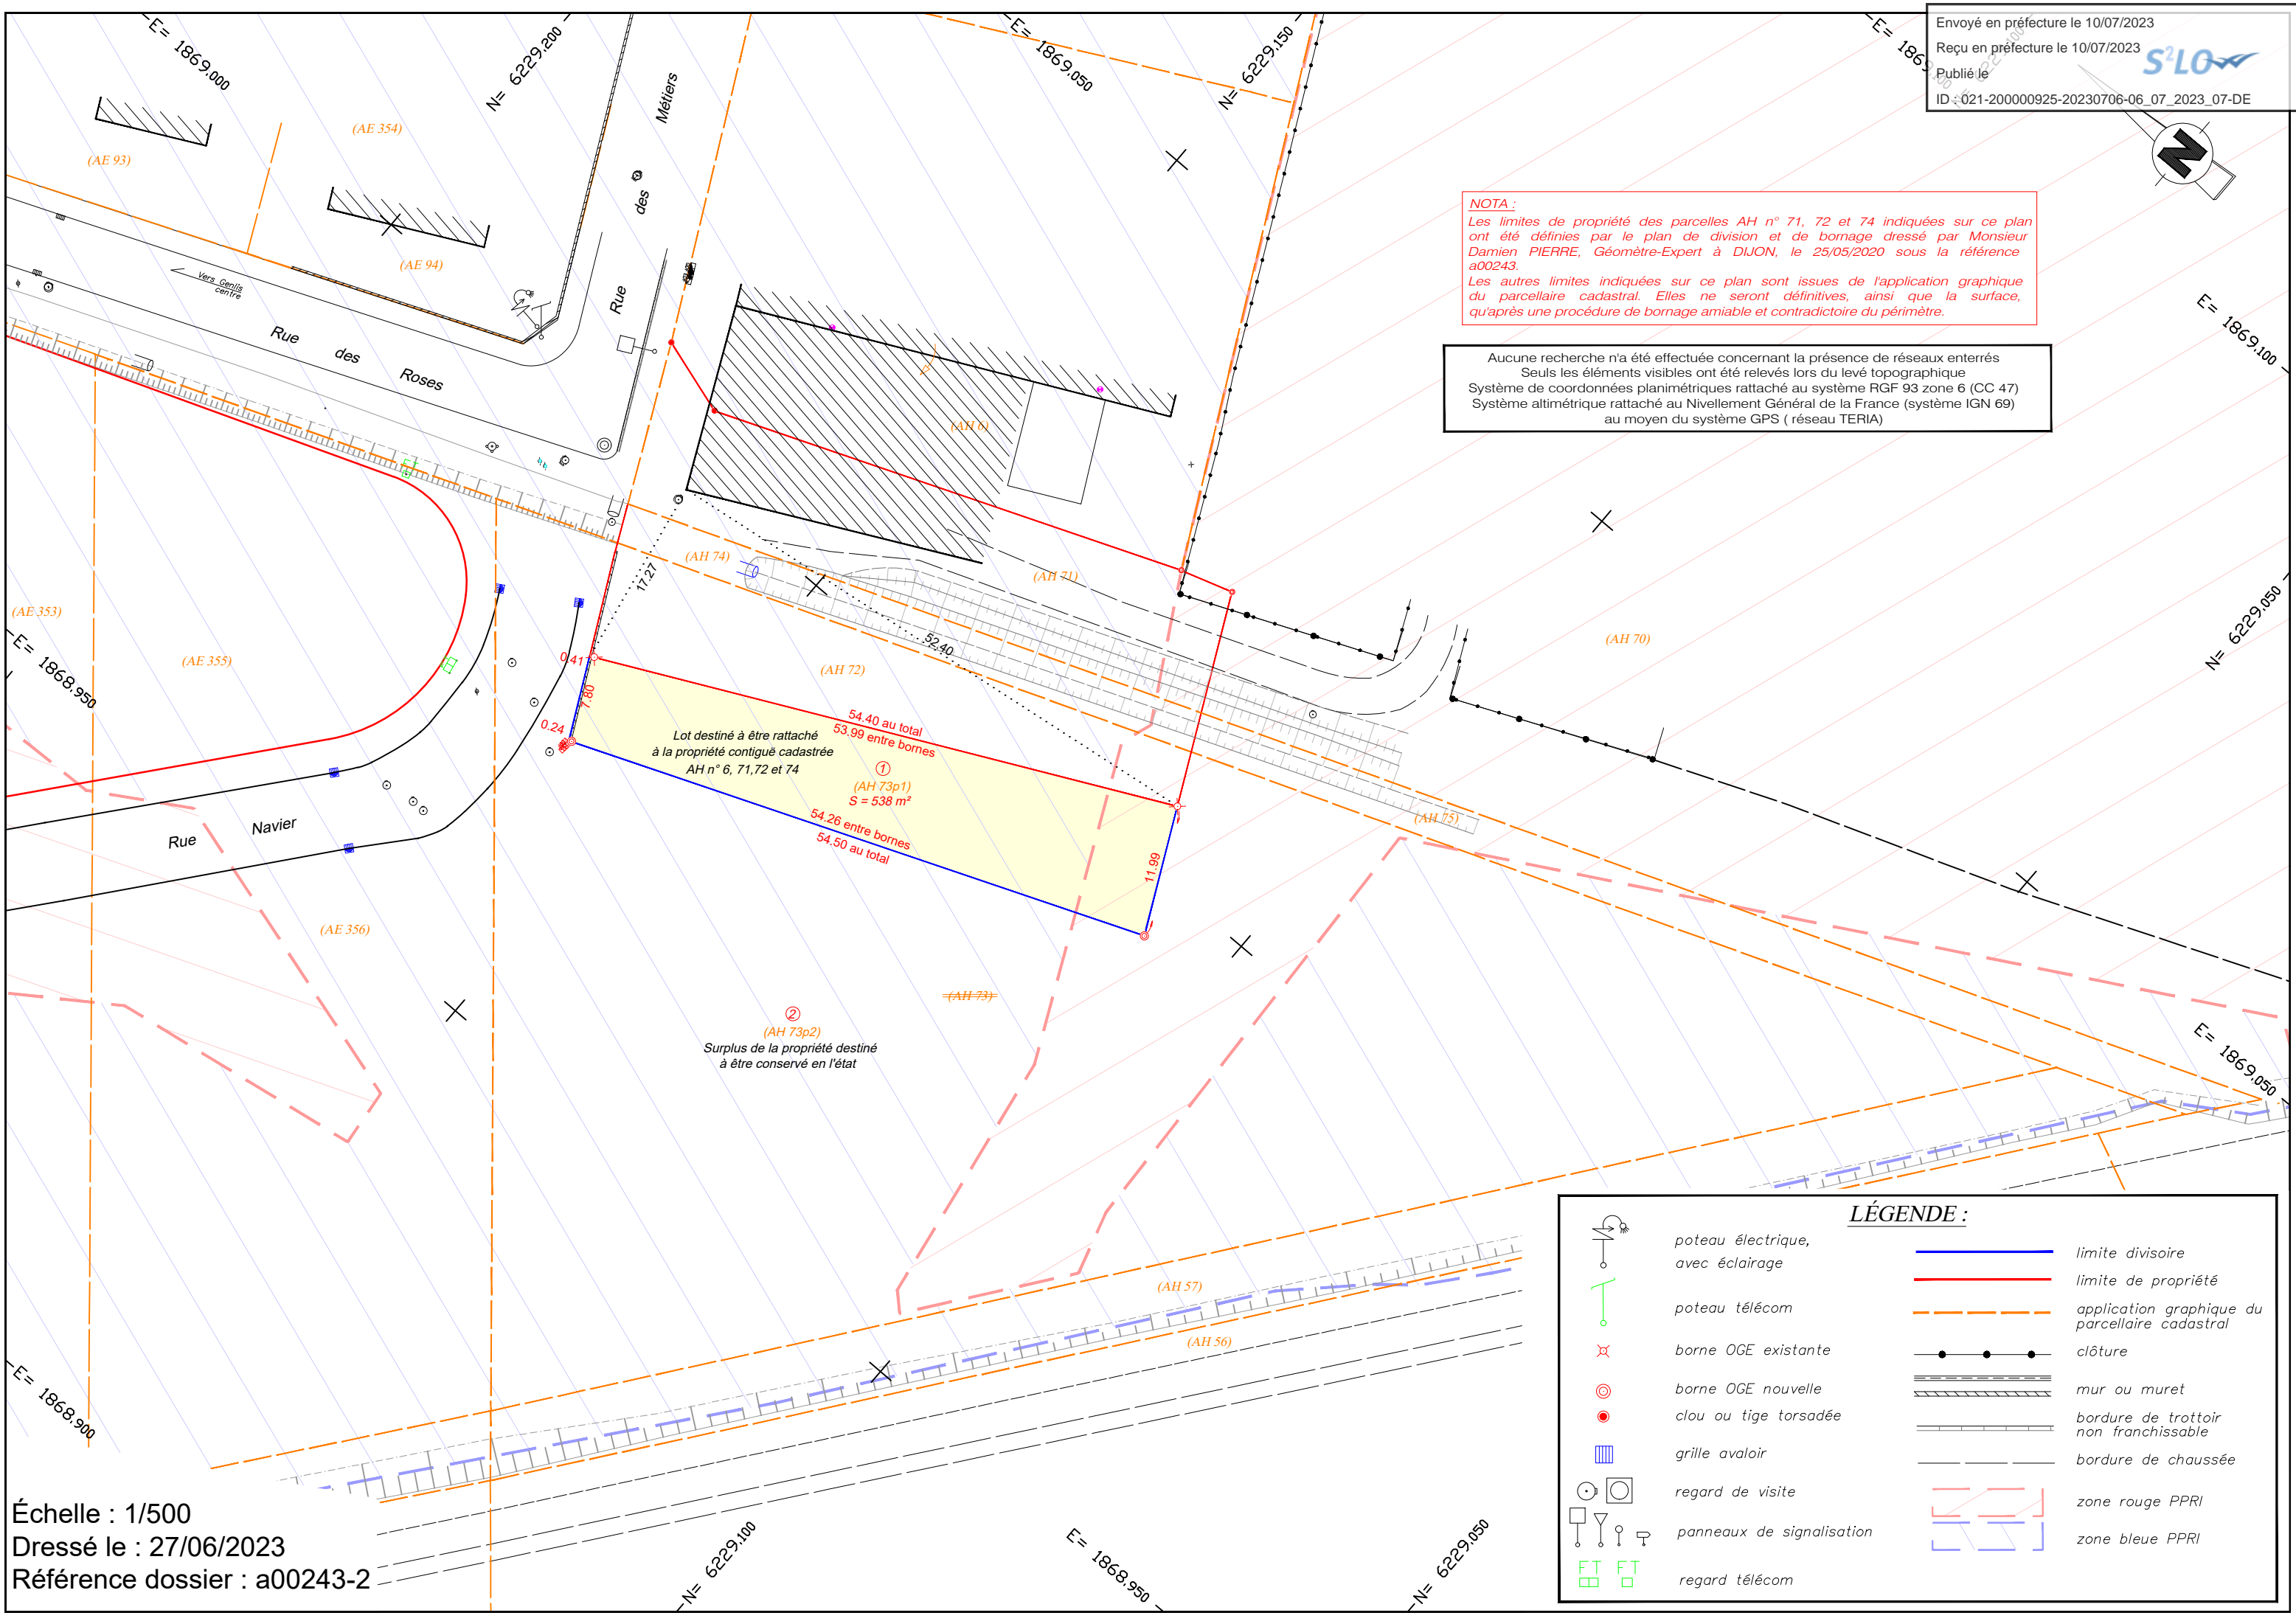 Envoyé en préfecture le 10/07/2023
Reçu en préfecture le 10/07/2023
Publié le
S²LO
ID : 021-200000925-20230706-06_07_2023_07-DE
E= 1869.000
N= 6229.200
E= 1869.050
N= 6229.150
N
(AE 93)
(AE 354)
(AE 94)
Rue des Métiers
Vers Genlis
centre
Rue des Roses
NOTA :
Les limites de propriété des parcelles AH n° 71, 72 et 74 indiquées sur ce plan
ont été définies par le plan de division et de bornage dressé par Monsieur
Damien PIERRE, Géomètre-Expert à DIJON, le 25/05/2020 sous la référence
a00243.
Les autres limites indiquées sur ce plan sont issues de l'application graphique
du parcellaire cadastral. Elles ne seront définitives, ainsi que la surface,
qu'après une procédure de bornage amiable et contradictoire du périmètre.
Aucune recherche n'a été effectuée concernant la présence de réseaux enterrés
Seuls les éléments visibles ont été relevés lors du levé topographique
Système de coordonnées planimétriques rattaché au système RGF 93 zone 6 (CC 47)
Système altimétrique rattaché au Nivellement Général de la France (système IGN 69)
au moyen du système GPS ( réseau TERIA)
E= 1869.100
N= 6229.050
(AH 6)
(AH 74)
(AH 71)
(AH 70)
(AH 72)
(AE 353)
(AE 355)
E= 1868.950
17.27
52.40
0.41
7.80
0.24
54.40 au total
53.99 entre bornes
Lot destiné à être rattaché
à la propriété contiguë cadastrée
AH n° 6, 71,72 et 74
1
(AH 73p1)
S = 538 m²
54.26 entre bornes
54.50 au total
11.99
(AH 75)
Rue Navier
(AE 356)
(AH 73)
2
(AH 73p2)
Surplus de la propriété destiné
à être conservé en l'état
E= 1869.050
(AH 57)
(AH 56)
E= 1868.900
Échelle : 1/500
Dressé le : 27/06/2023
Référence dossier : a00243-2
N= 6229.100
E= 1868.950
N= 6229.050
LÉGENDE :
poteau électrique,
avec éclairage
poteau télécom
borne OGE existante
borne OGE nouvelle
clou ou tige torsadée
grille avaloir
regard de visite
panneaux de signalisation
FT FT
regard télécom
limite divisoire
limite de propriété
application graphique du
parcellaire cadastral
clôture
mur ou muret
bordure de trottoir
non franchissable
bordure de chaussée
zone rouge PPRI
zone bleue PPRI